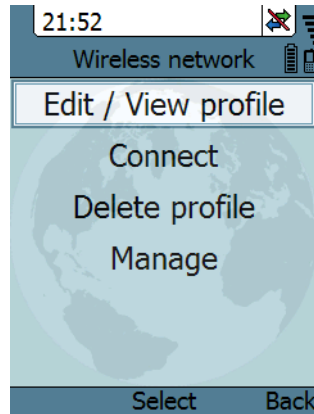 21:52
Wireless network
Edit / View profile
Connect
Delete profile
Manage
Select Back